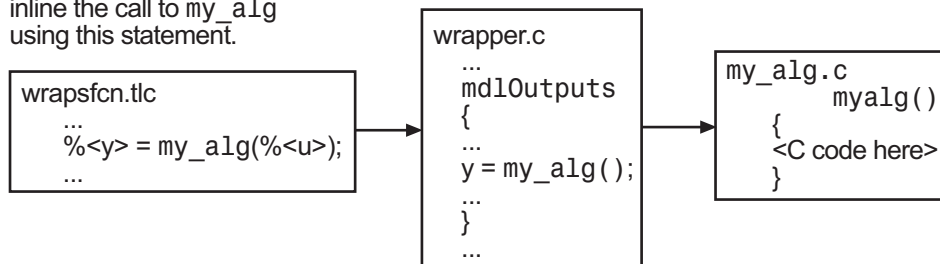 inline the call to my_alg
using this statement.
wrapsfcn.tlc
...
%<y> = my_alg(%<u>);
...
wrapper.c
...
mdlOutputs
{
...
y = my_alg();
...
}
...
my_alg.c
myalg()
{
<C code here>
}